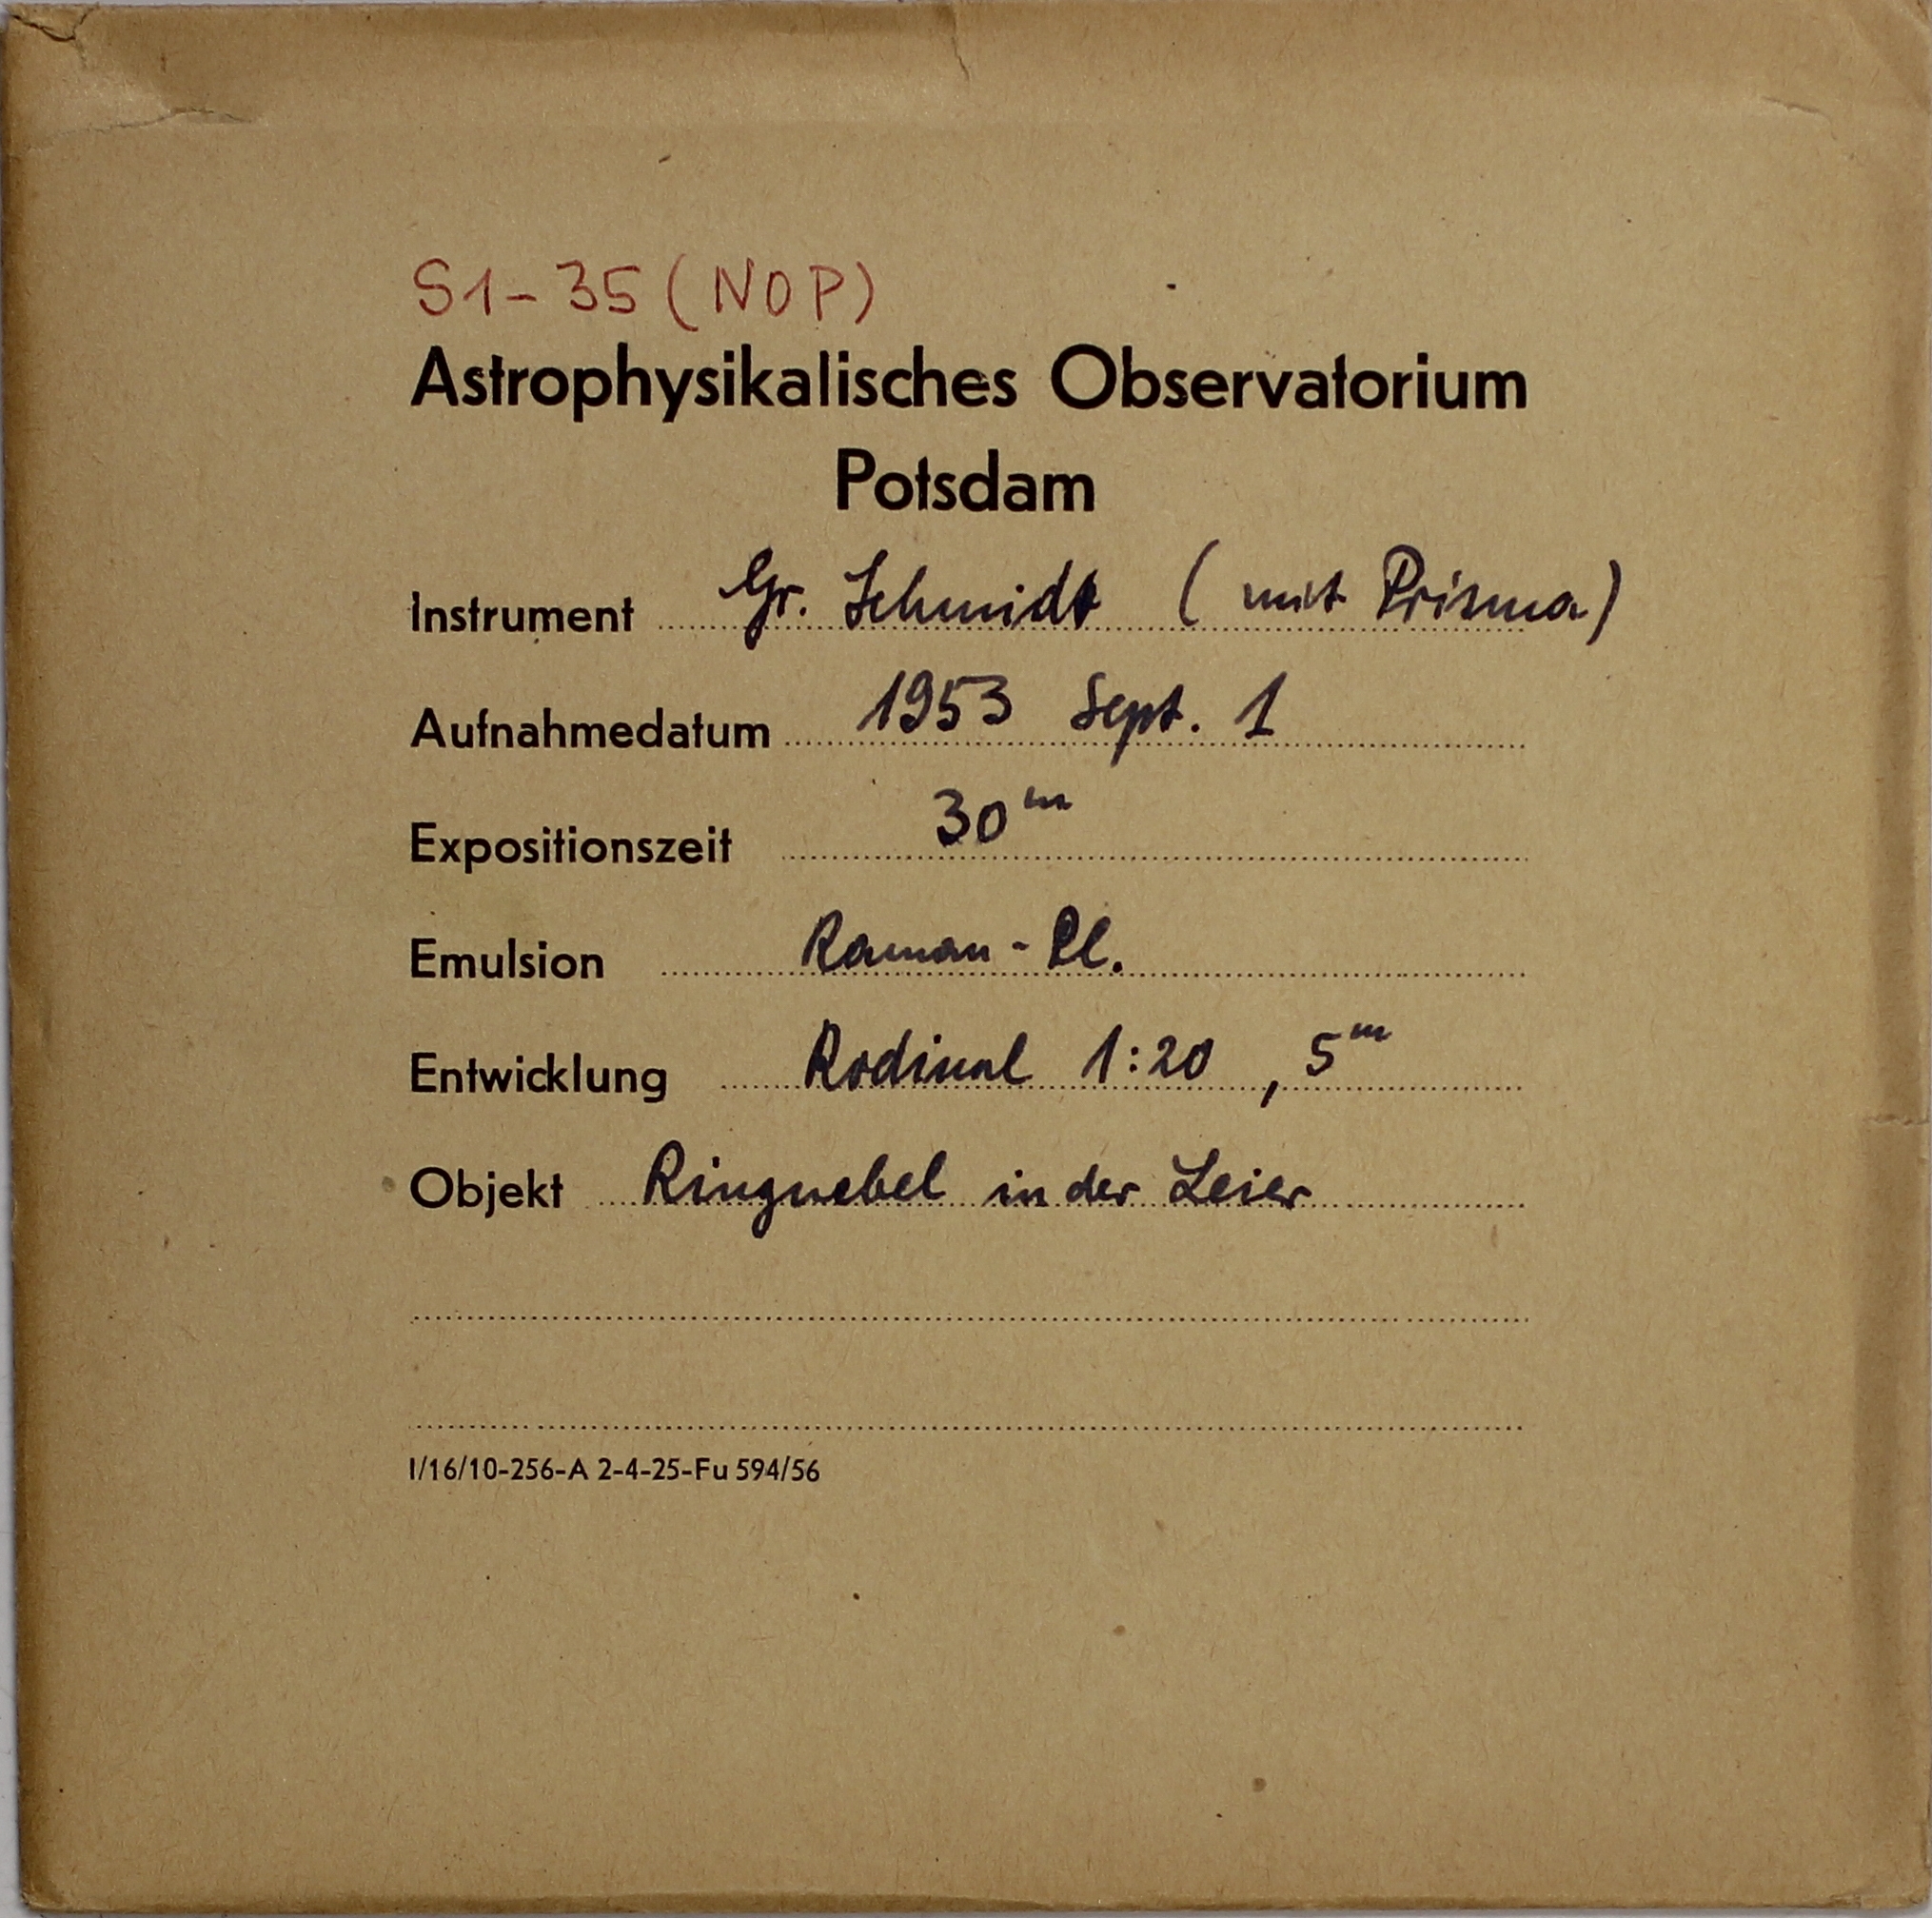 S1-35 (NOP)
Astrophysikalisches Observatorium
Potsdam
Instrument Gr. Schmidt (mit Prisma)
Aufnahmedatum 1953 Sept. 1
Expositionszeit 30m
Emulsion Raman-Pl.
Entwicklung Rodinal 1:20, 5m
Objekt Ringnebel in der Leier
I/16/10-256-A 2-4-25-Fu 594/56